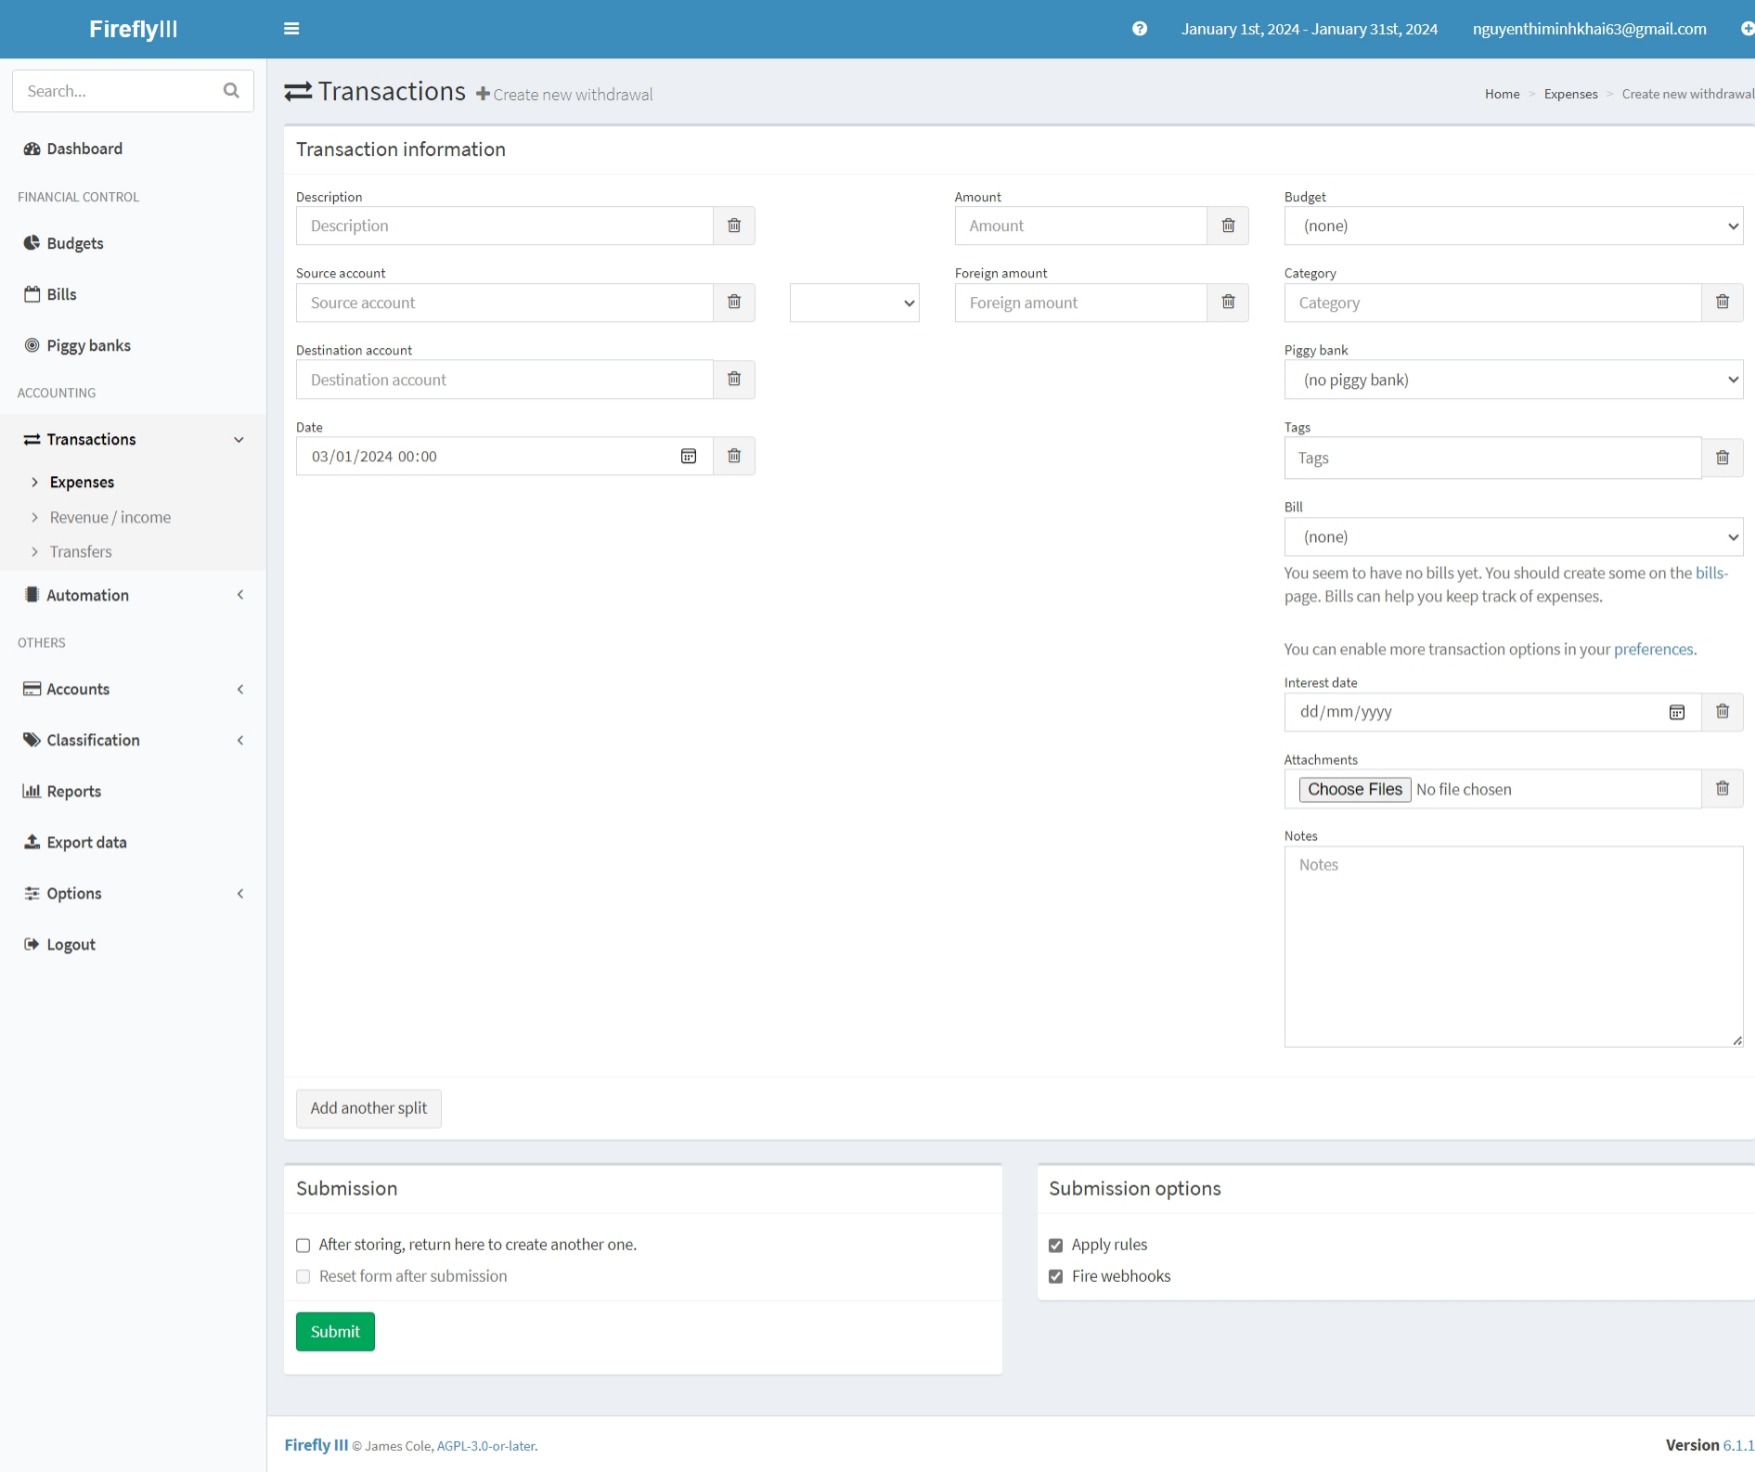 FireflyIII
January 1st, 2024 - January 31st, 2024
nguyenthiminhkhai63@gmail.com
Search...
Dashboard
FINANCIAL CONTROL
Budgets
Bills
Piggy banks
ACCOUNTING
Transactions
Expenses
Revenue / income
Transfers
Automation
OTHERS
Accounts
Classification
Reports
Export data
Options
Logout
Transactions Create new withdrawal
Home > Expenses > Create new withdrawal
Transaction information
Description
Description
Source account
Source account
Destination account
Destination account
Date
03/01/2024 00:00
Amount
Amount
Foreign amount
Foreign amount
Budget
(none)
Category
Category
Piggy bank
(no piggy bank)
Tags
Tags
Bill
(none)
You seem to have no bills yet. You should create some on the bills-
page. Bills can help you keep track of expenses.
You can enable more transaction options in your preferences.
Interest date
dd/mm/yyyy
Attachments
Choose Files No file chosen
Notes
Notes
Add another split
Submission
After storing, return here to create another one.
Reset form after submission
Submit
Submission options
Apply rules
Fire webhooks
Firefly III © James Cole, AGPL-3.0-or-later.
Version 6.1.1